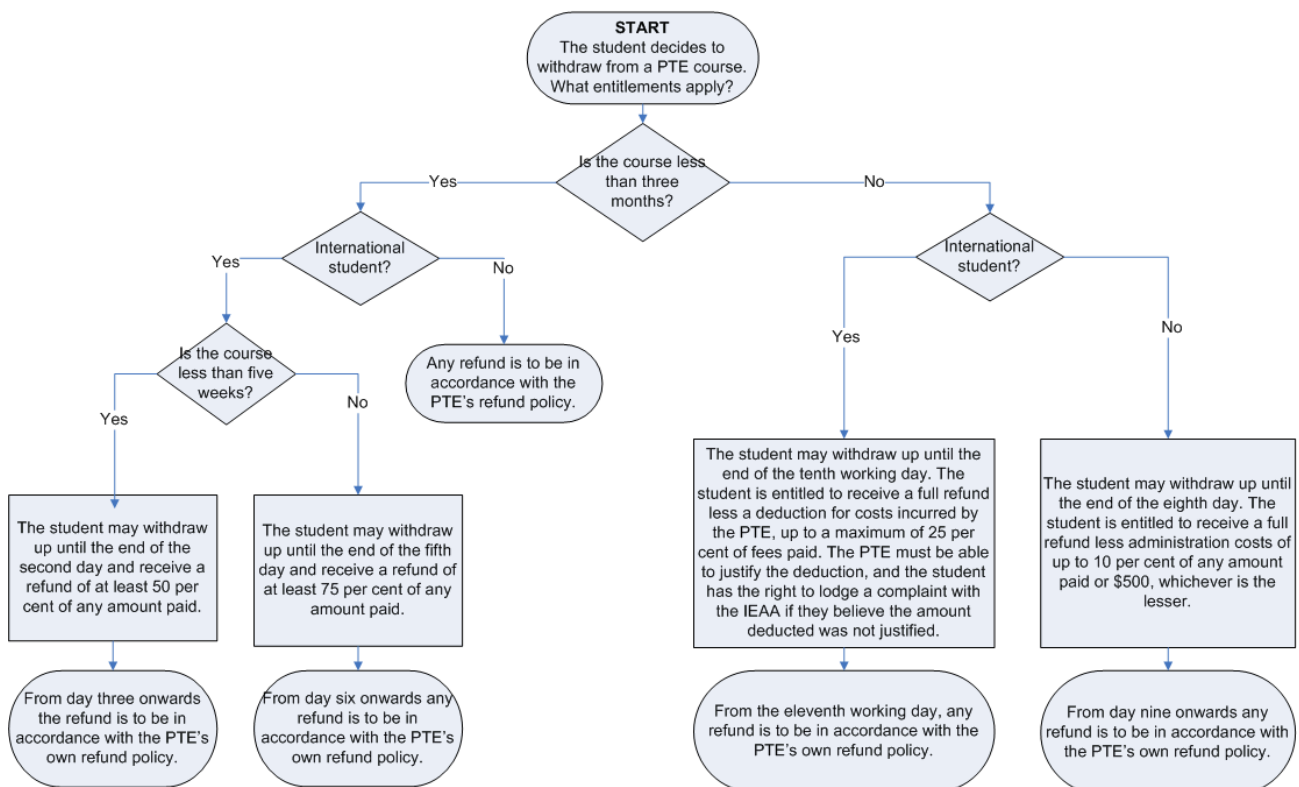 START
The student decides to
withdraw from a PTE course.
What entitlements apply?
Is the course less
than three
months?
Yes
No
International
student?
International
student?
Yes
No
Yes
No
Is the course
less than five
weeks?
Any refund is to be in
accordance with the
PTE's refund policy.
Yes
No
The student may withdraw
up until the end of the
second day and receive a
refund of at least 50 per
cent of any amount paid.
The student may withdraw
up until the end of the fifth
day and receive a refund of
at least 75 per cent of any
amount paid.
The student may withdraw up until the
end of the tenth working day. The
student is entitled to receive a full refund
less a deduction for costs incurred by
the PTE, up to a maximum of 25 per
cent of fees paid. The PTE must be able
to justify the deduction, and the student
has the right to lodge a complaint with
the IEAA if they believe the amount
deducted was not justified.
The student may withdraw up until
the end of the eighth day. The
student is entitled to receive a full
refund less administration costs of
up to 10 per cent of any amount
paid or $500, whichever is the
lesser.
From day three onwards
the refund is to be in
accordance with the PTE's
own refund policy.
From day six onwards any
refund is to be in
accordance with the PTE's
own refund policy.
From the eleventh working day, any
refund is to be in accordance with the
PTE's own refund policy.
From day nine onwards any
refund is to be in accordance with
the PTE's own refund policy.